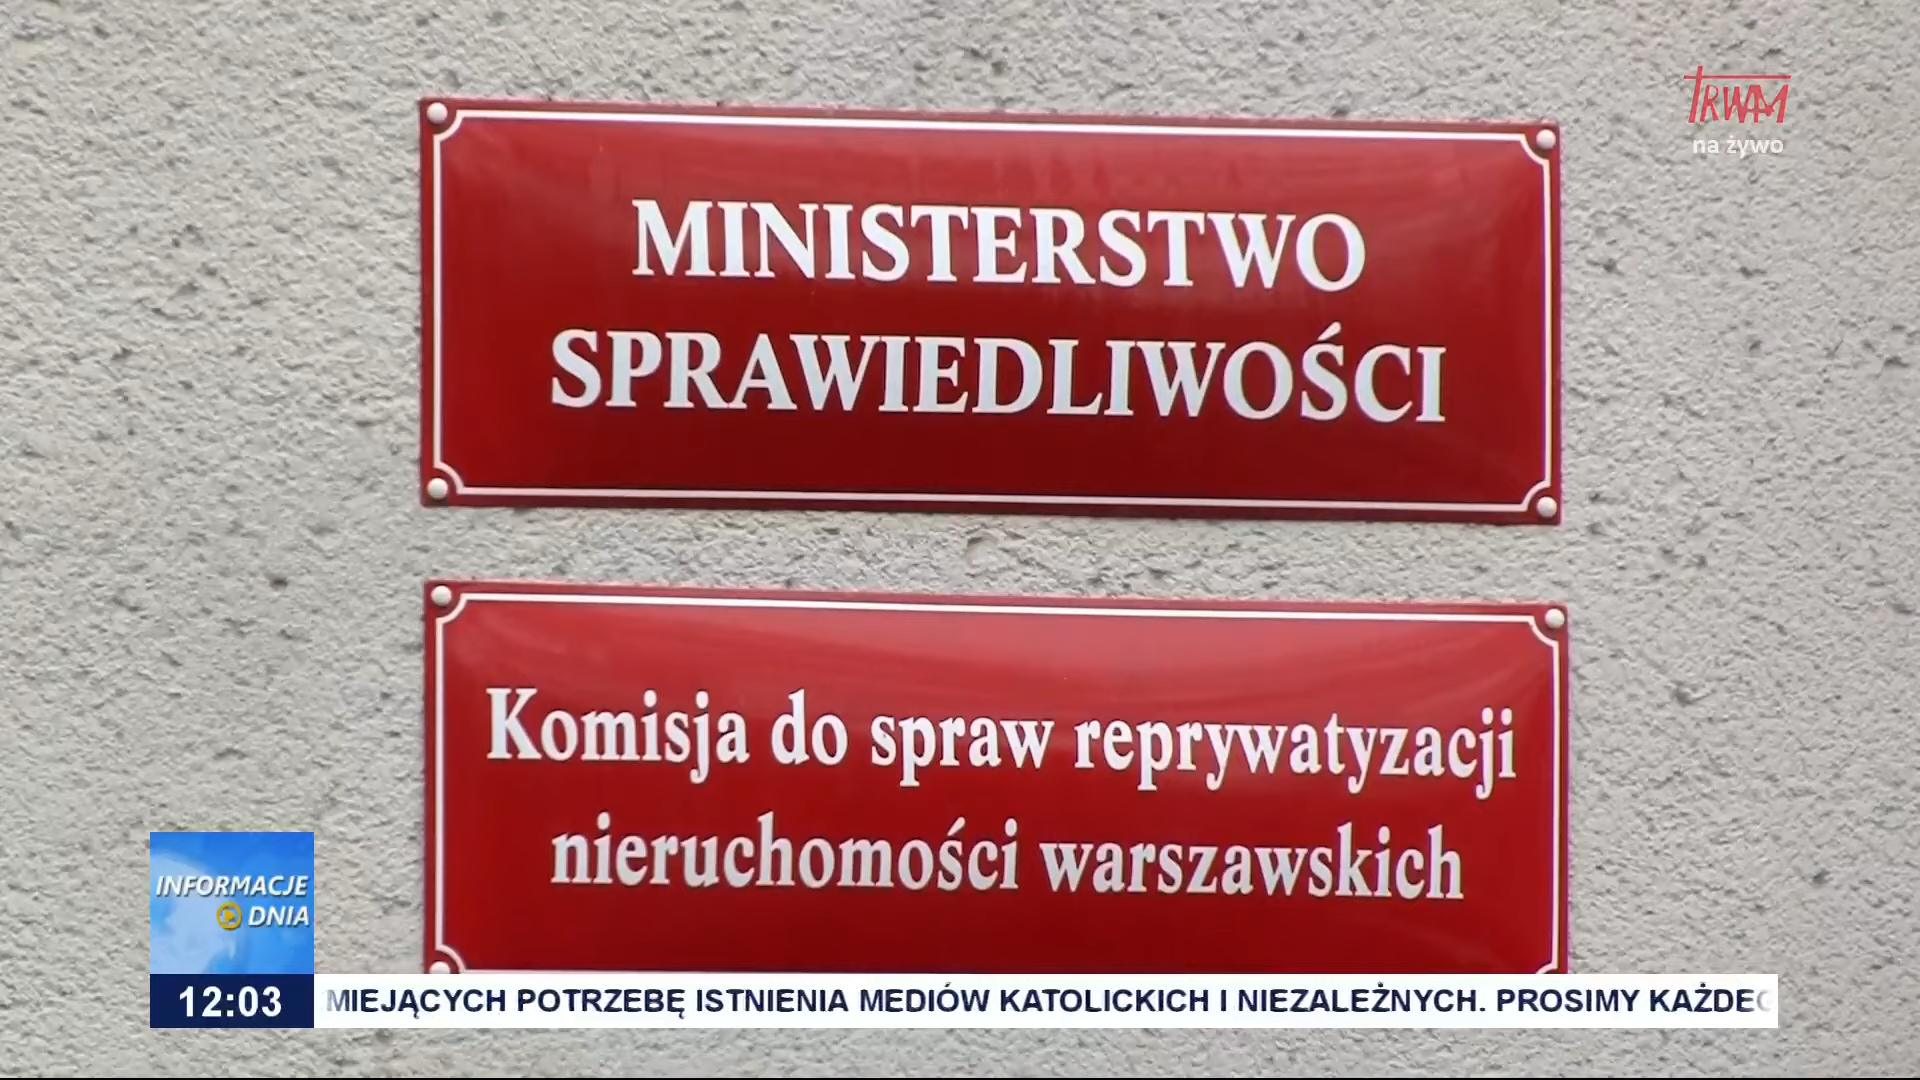 TRWAM
na żywo
MINISTERSTWO
SPRAWIEDLIWOŚCI
Komisja do spraw reprywatyzacji
nieruchomości warszawskich
INFORMACJE
DNIA
12:03
MIEJĄCYCH POTRZEBĘ ISTNIENIA MEDIÓW KATOLICKICH I NIEZALEŻNYCH. PROSIMY KAŻDEG